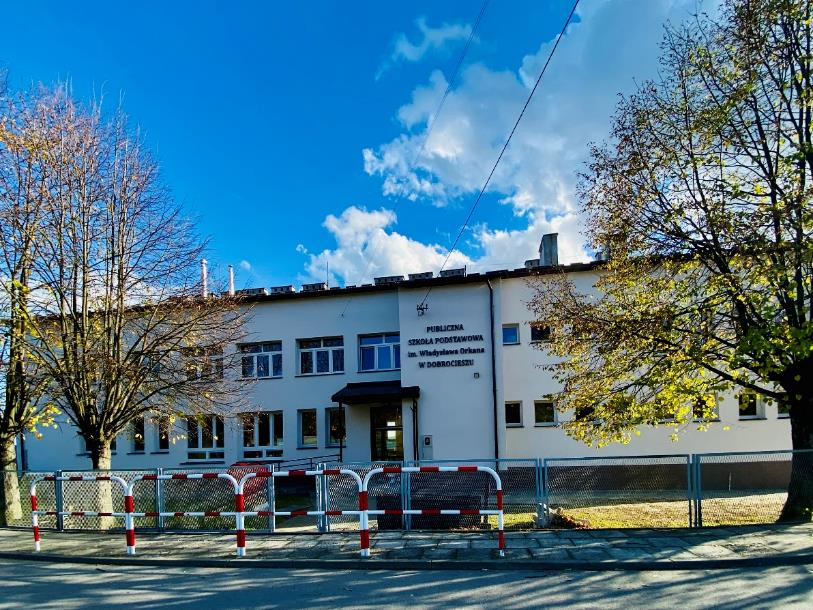 PUBLICZNA
SZKOŁA PODSTAWOWA
im. Władysława Orkana
W DOBROCIESZU